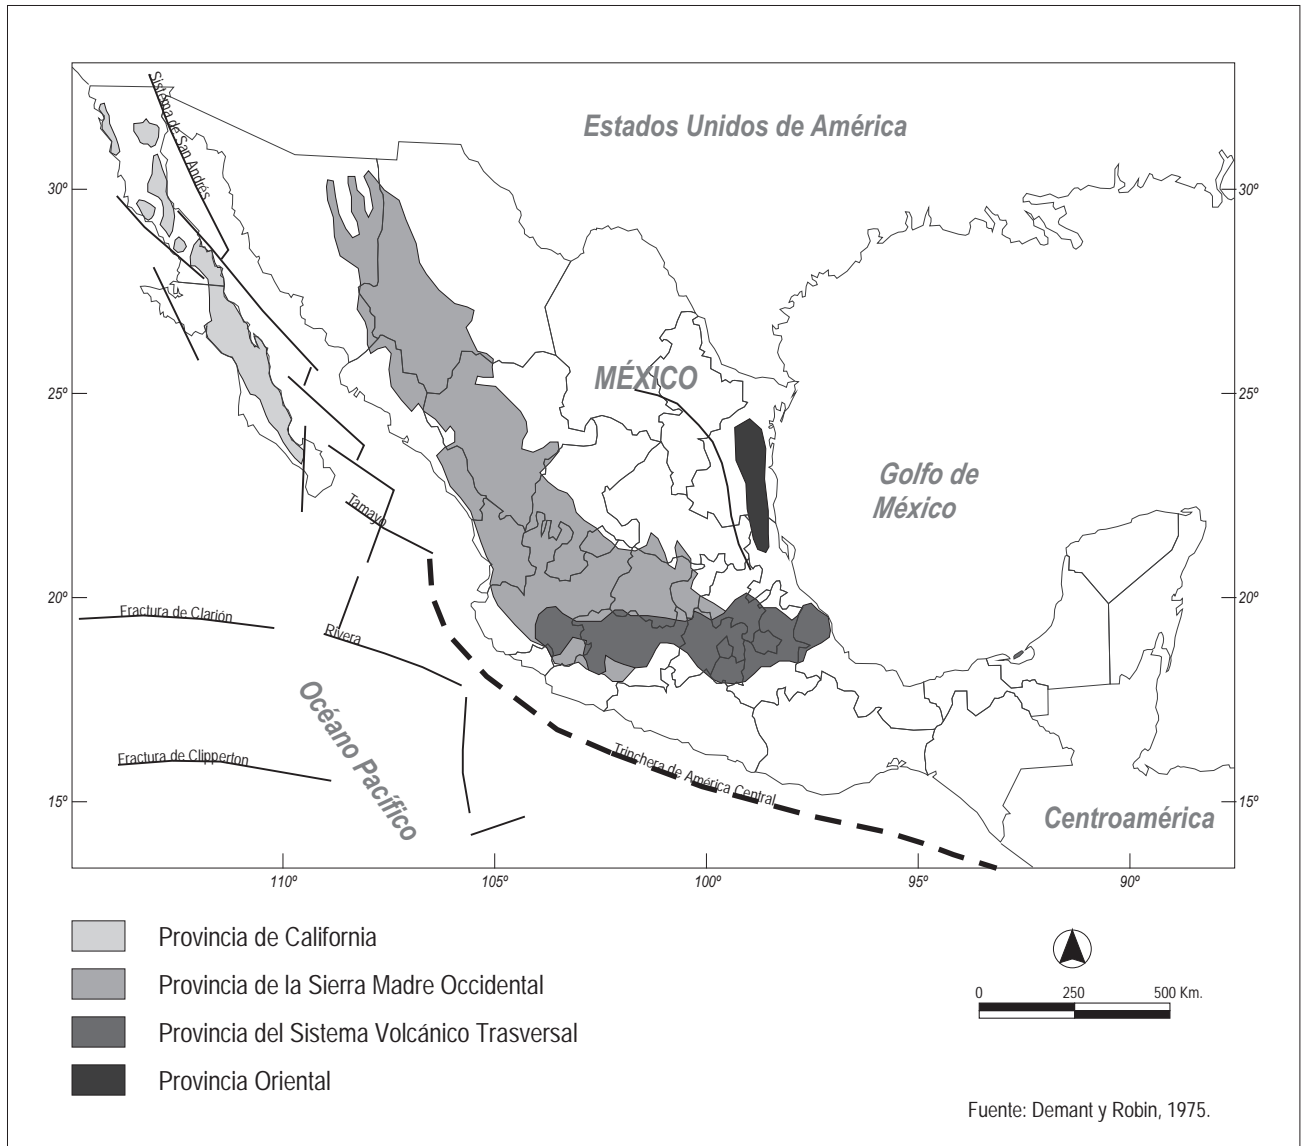 Sistema de San Andrés
Estados Unidos de América
30º
30º
25º
25º
MÉXICO
Golfo de
México
Tamayo
20º
20º
Fractura de Clarión
Rivera
Océano Pacífico
Fractura de Clipperton
Trinchera de América Central
15º
15º
Centroamérica
110º
105º
100º
95º
90º
Provincia de California
Provincia de la Sierra Madre Occidental
Provincia del Sistema Volcánico Trasversal
Provincia Oriental
0 250 500 Km.
Fuente: Demant y Robin, 1975.